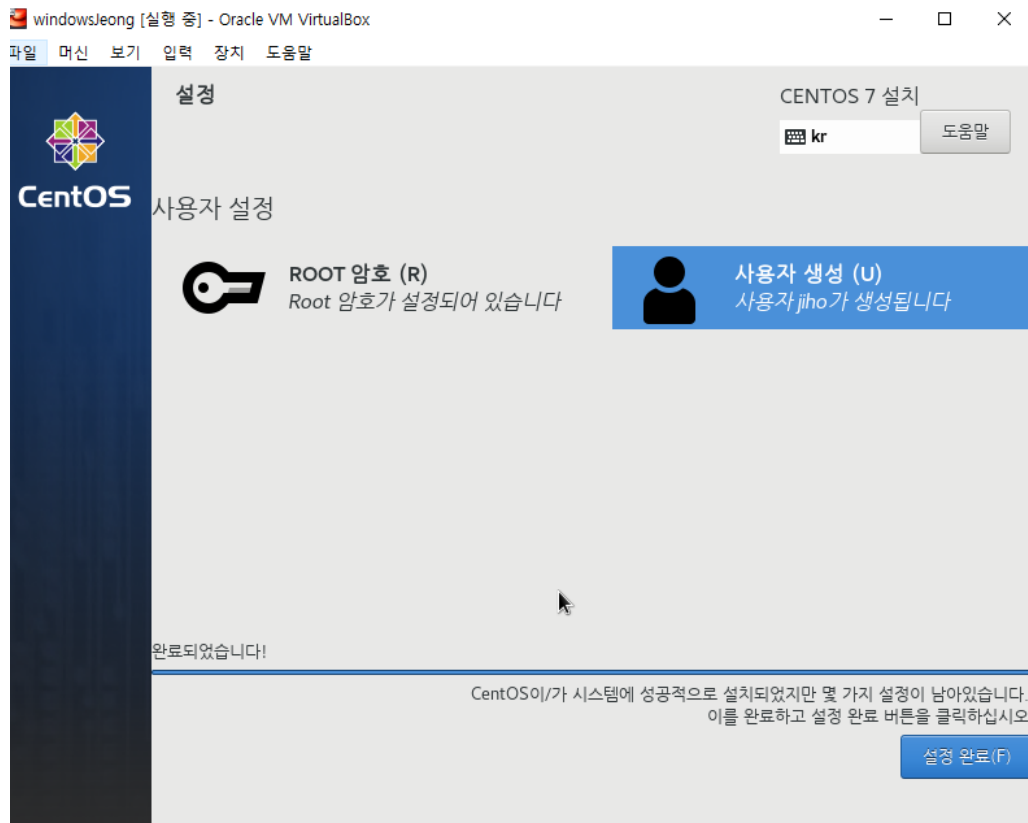 windowsJeong [실행 중] - Oracle VM VirtualBox
파일 머신 보기 입력 장치 도움말
설정
CENTOS 7 설치
kr
도움말
CentOS
사용자 설정
ROOT 암호 (R)
Root 암호가 설정되어 있습니다
사용자 생성 (U)
사용자 jiho가 생성됩니다
완료되었습니다!
CentOS이/가 시스템에 성공적으로 설치되었지만 몇 가지 설정이 남아있습니다.
이를 완료하고 설정 완료 버튼을 클릭하십시오
설정 완료(F)